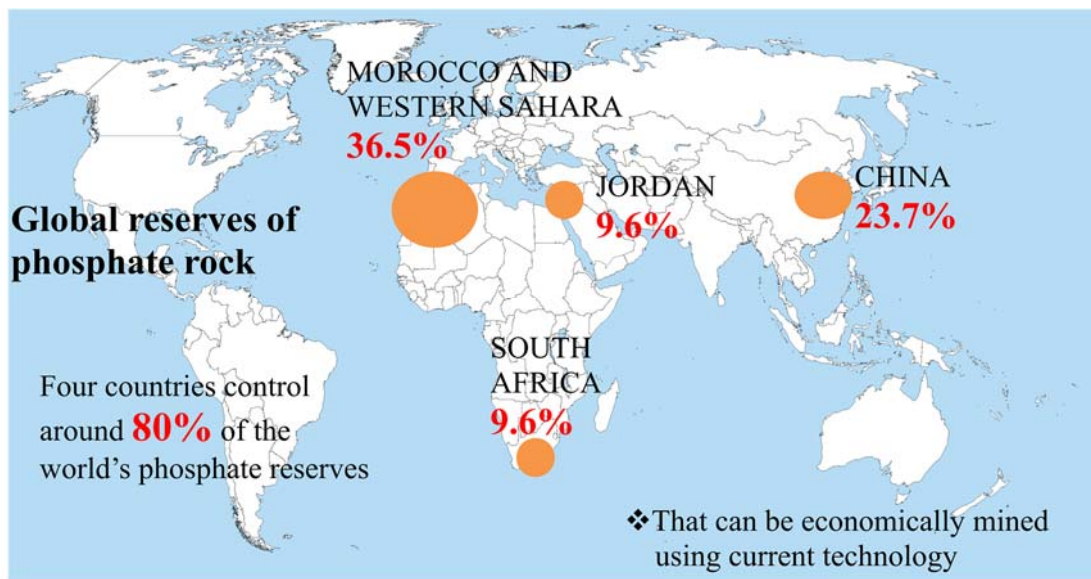 MOROCCO AND
WESTERN SAHARA
36.5%
JORDAN
9.6%
CHINA
23.7%
Global reserves of
phosphate rock
SOUTH
AFRICA
9.6%
Four countries control
around 80% of the
world’s phosphate reserves
❖That can be economically mined
using current technology